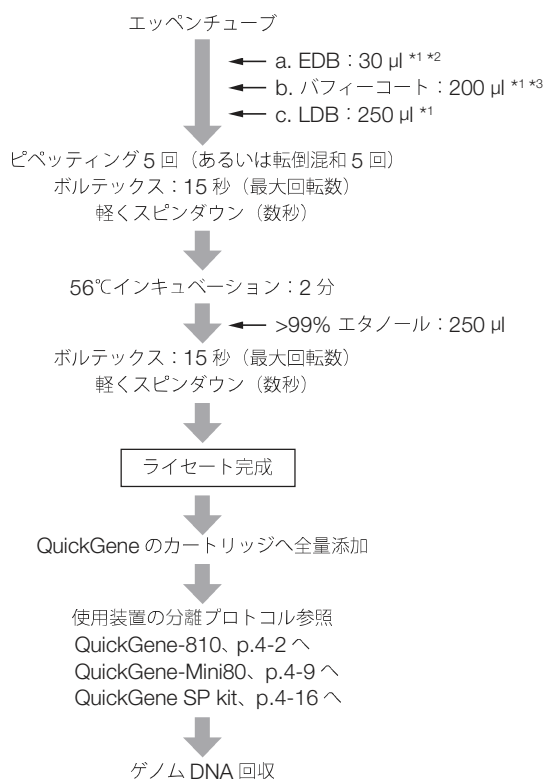 エッペンチューブ
a. EDB：30 µl *1 *2
b. バフィーコート：200 µl *1 *3
c. LDB：250 µl *1
ピペッティング 5 回（あるいは転倒混和 5 回）
ボルテックス：15 秒（最大回転数）
軽くスピンダウン（数秒）
56℃インキュベーション：2 分
>99% エタノール：250 µl
ボルテックス：15 秒（最大回転数）
軽くスピンダウン（数秒）
ライセート完成
QuickGene のカートリッジへ全量添加
使用装置の分離プロトコル参照
QuickGene-810、p.4-2 へ
QuickGene-Mini80、p.4-9 へ
QuickGene SP kit、p.4-16 へ
ゲノム DNA 回収